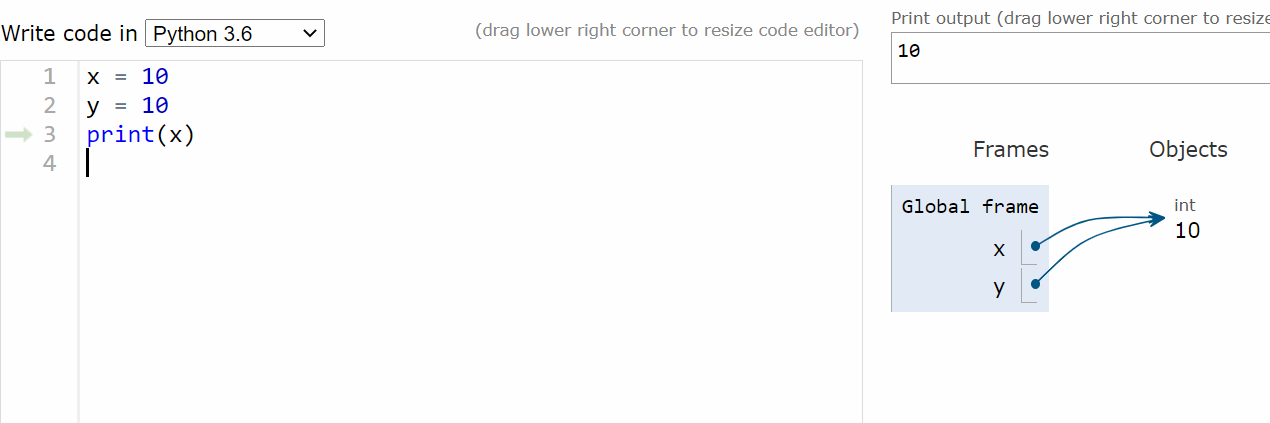 Write code in Python 3.6
(drag lower right corner to resize code editor)
1 x = 10
2 y = 10
3 print(x)
4
Print output (drag lower right corner to resize
10
Frames Objects
Global frame
x
y
int
10